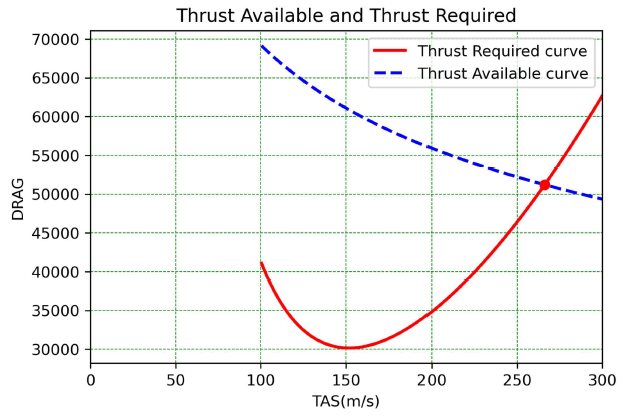 Thrust Available and Thrust Required
Thrust Required curve
Thrust Available curve
DRAG
70000
65000
60000
55000
50000
45000
40000
35000
30000
0 50 100 150 200 250 300
TAS(m/s)